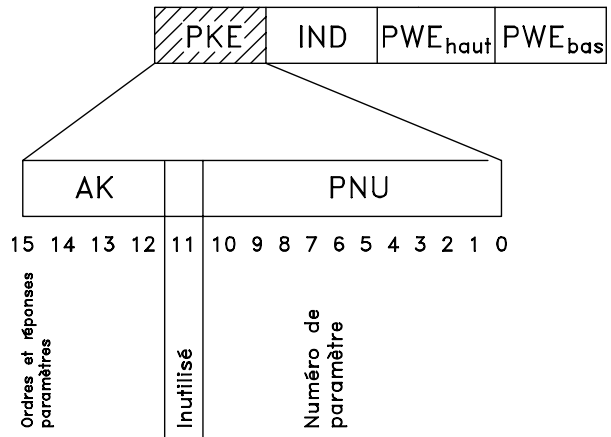 PKE IND PWEhaut PWEbas
AK PNU
15 14 13 12 11 10 9 8 7 6 5 4 3 2 1 0
Ordres et réponses
paramètres
Inutilisé
Numéro de
paramètre